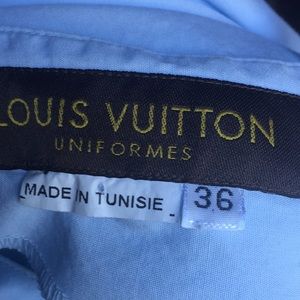 LOUIS VUITTON
UNIFORMES
MADE IN TUNISIE
36